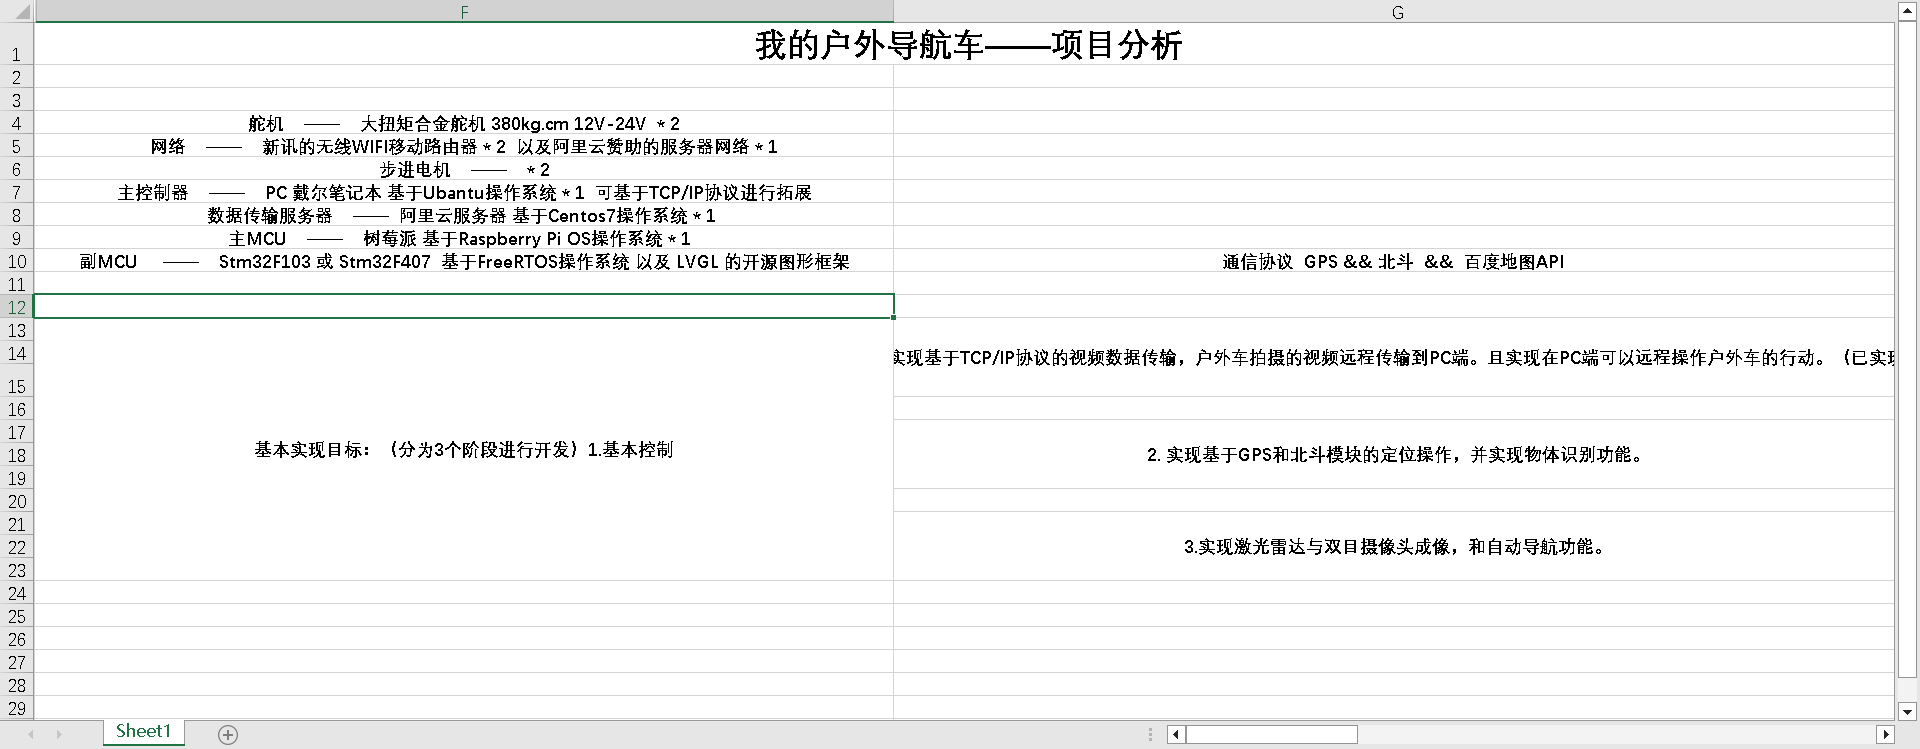 F G
1 我的户外导航车——项目分析
2
3
4 舵机 —— 大扭矩合金舵机 380kg.cm 12V-24V *2
5 网络 —— 新讯的无线WIFI移动路由器*2 以及阿里云赞助的服务器网络*1
6 步进电机 —— *2
7 主控制器 —— PC 戴尔笔记本 基于Ubantu操作系统*1 可基于TCP/IP协议进行拓展
8 数据传输服务器 —— 阿里云服务器 基于Centos7操作系统*1
9 主MCU —— 树莓派 基于Raspberry Pi OS操作系统*1
10 副MCU —— Stm32F103 或 Stm32F407 基于FreeRTOS操作系统 以及 LVGL 的开源图形框架 通信协议 GPS && 北斗 && 百度地图API
11
12
13
14 实现基于TCP/IP协议的视频数据传输，户外车拍摄的视频远程传输到PC端。且实现在PC端可以远程操作户外车的行动。（已实现
15
16
17
基本实现目标：（分为3个阶段进行开发）1.基本控制
18 2. 实现基于GPS和北斗模块的定位操作，并实现物体识别功能。
19
20
21
22 3.实现激光雷达与双目摄像头成像，和自动导航功能。
23
24
25
26
27
28
29
Sheet1